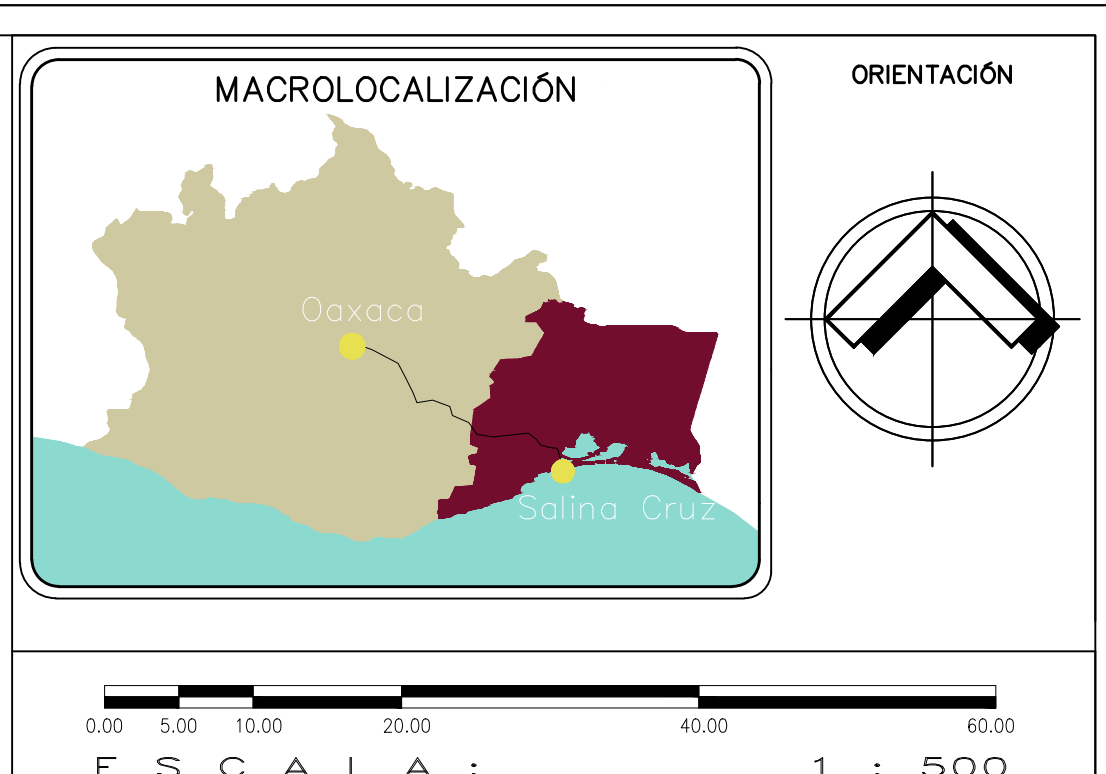 MACROLOCALIZACIÓN
ORIENTACIÓN
Oaxaca
Salina Cruz
0.00 5.00 10.00 20.00 40.00 60.00
ESCALA: 1 : 500